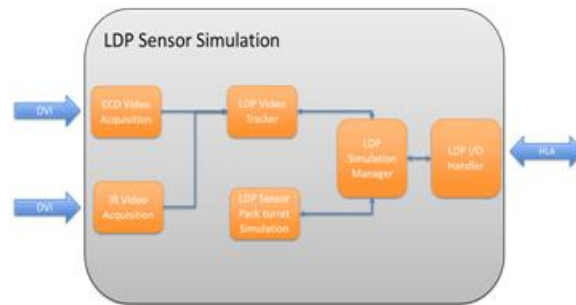 LDP Sensor Simulation
DVI
CCD Video
Acquisition
LDP Video
Tracker
LDP
Simulation
Manager
LDP I/O
Handler
HLA
DVI
IR Video
Acquisition
LDP Sensor
Pack turret
Simulation